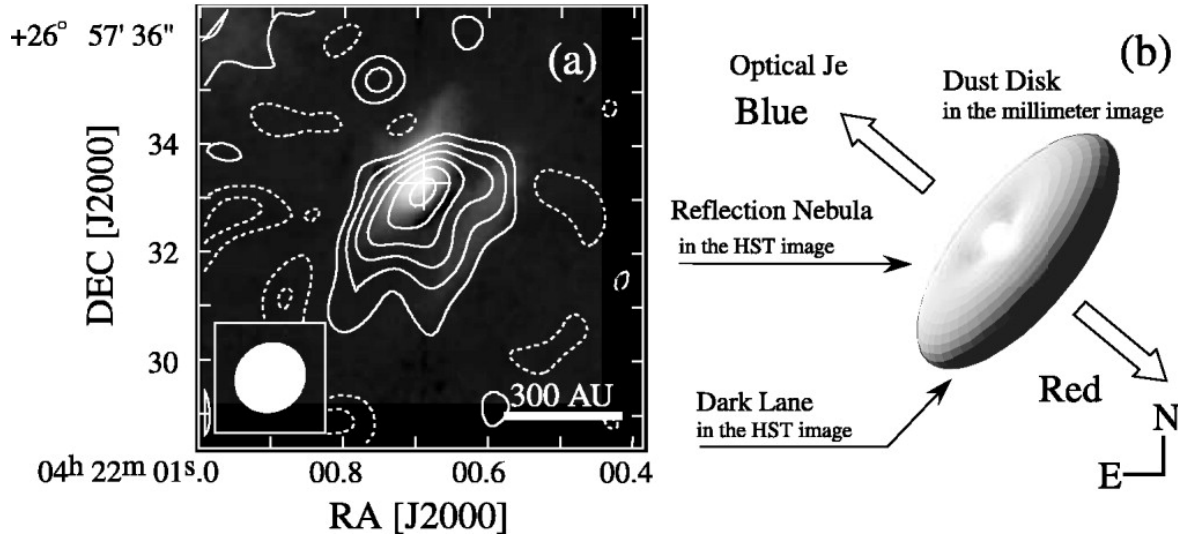 +26° 57' 36"
(a)
34
32
30
DEC [J2000]
300 AU
04h 22m 01s.0
00.8
00.6
00.4
RA [J2000]
(b)
Optical Je
Blue
Dust Disk
in the millimeter image
Reflection Nebula
in the HST image
Dark Lane
in the HST image
Red
N
E